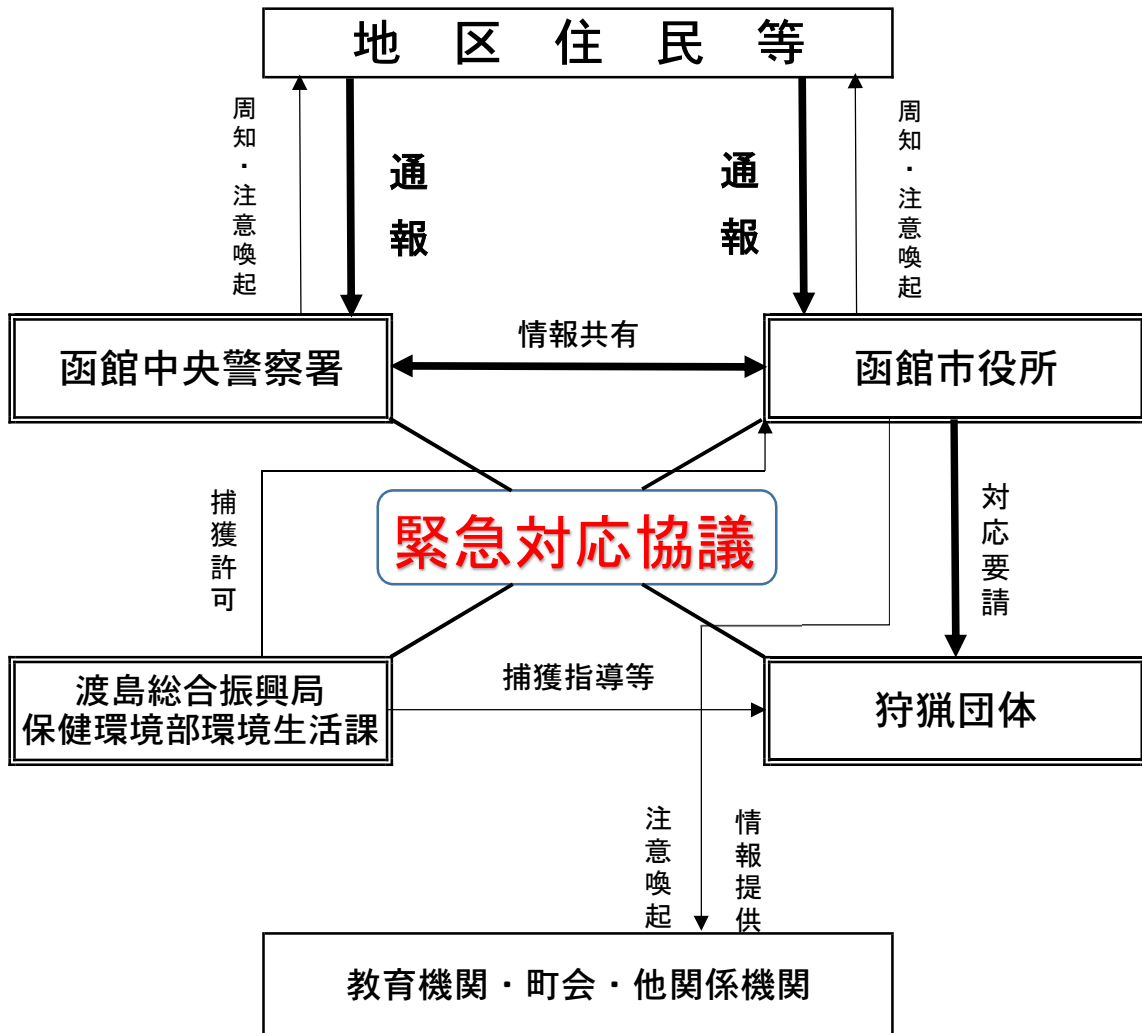 地区住民等
周知・注意喚起
通報
通報
周知・注意喚起
情報共有
函館中央警察署
函館市役所
緊急対応協議
捕獲許可
対応要請
渡島総合振興局
保健環境部環境生活課
捕獲指導等
狩猟団体
注意喚起
情報提供
教育機関・町会・他関係機関